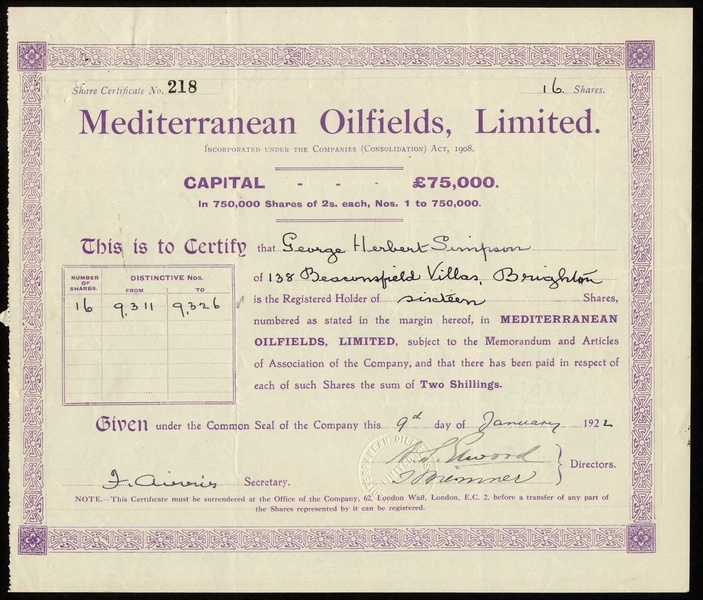 Share Certificate No. 218
16 Shares.
Mediterranean Oilfields, Limited.
Incorporated under the Companies (Consolidation) Act, 1908.
CAPITAL - - - £75,000.
In 750,000 Shares of 2s. each, Nos. 1 to 750,000.
This is to Certify that George Herbert Simpson
of 138 Beaconsfield Villas, Brighton
is the Registered Holder of sixteen Shares,
numbered as stated in the margin hereof, in MEDITERRANEAN
OILFIELDS, LIMITED, subject to the Memorandum and Articles
of Association of the Company, and that there has been paid in respect
of each of such Shares the sum of Two Shillings.
NUMBER OF SHARES. DISTINCTIVE Nos.
FROM TO
16 9,311 9,326
Given under the Common Seal of the Company this 9th day of January 1922
Directors.
Secretary.
NOTE.—This Certificate must be surrendered at the Office of the Company, 62, London Wall, London, E.C. 2, before a transfer of any part of
the Shares represented by it can be registered.